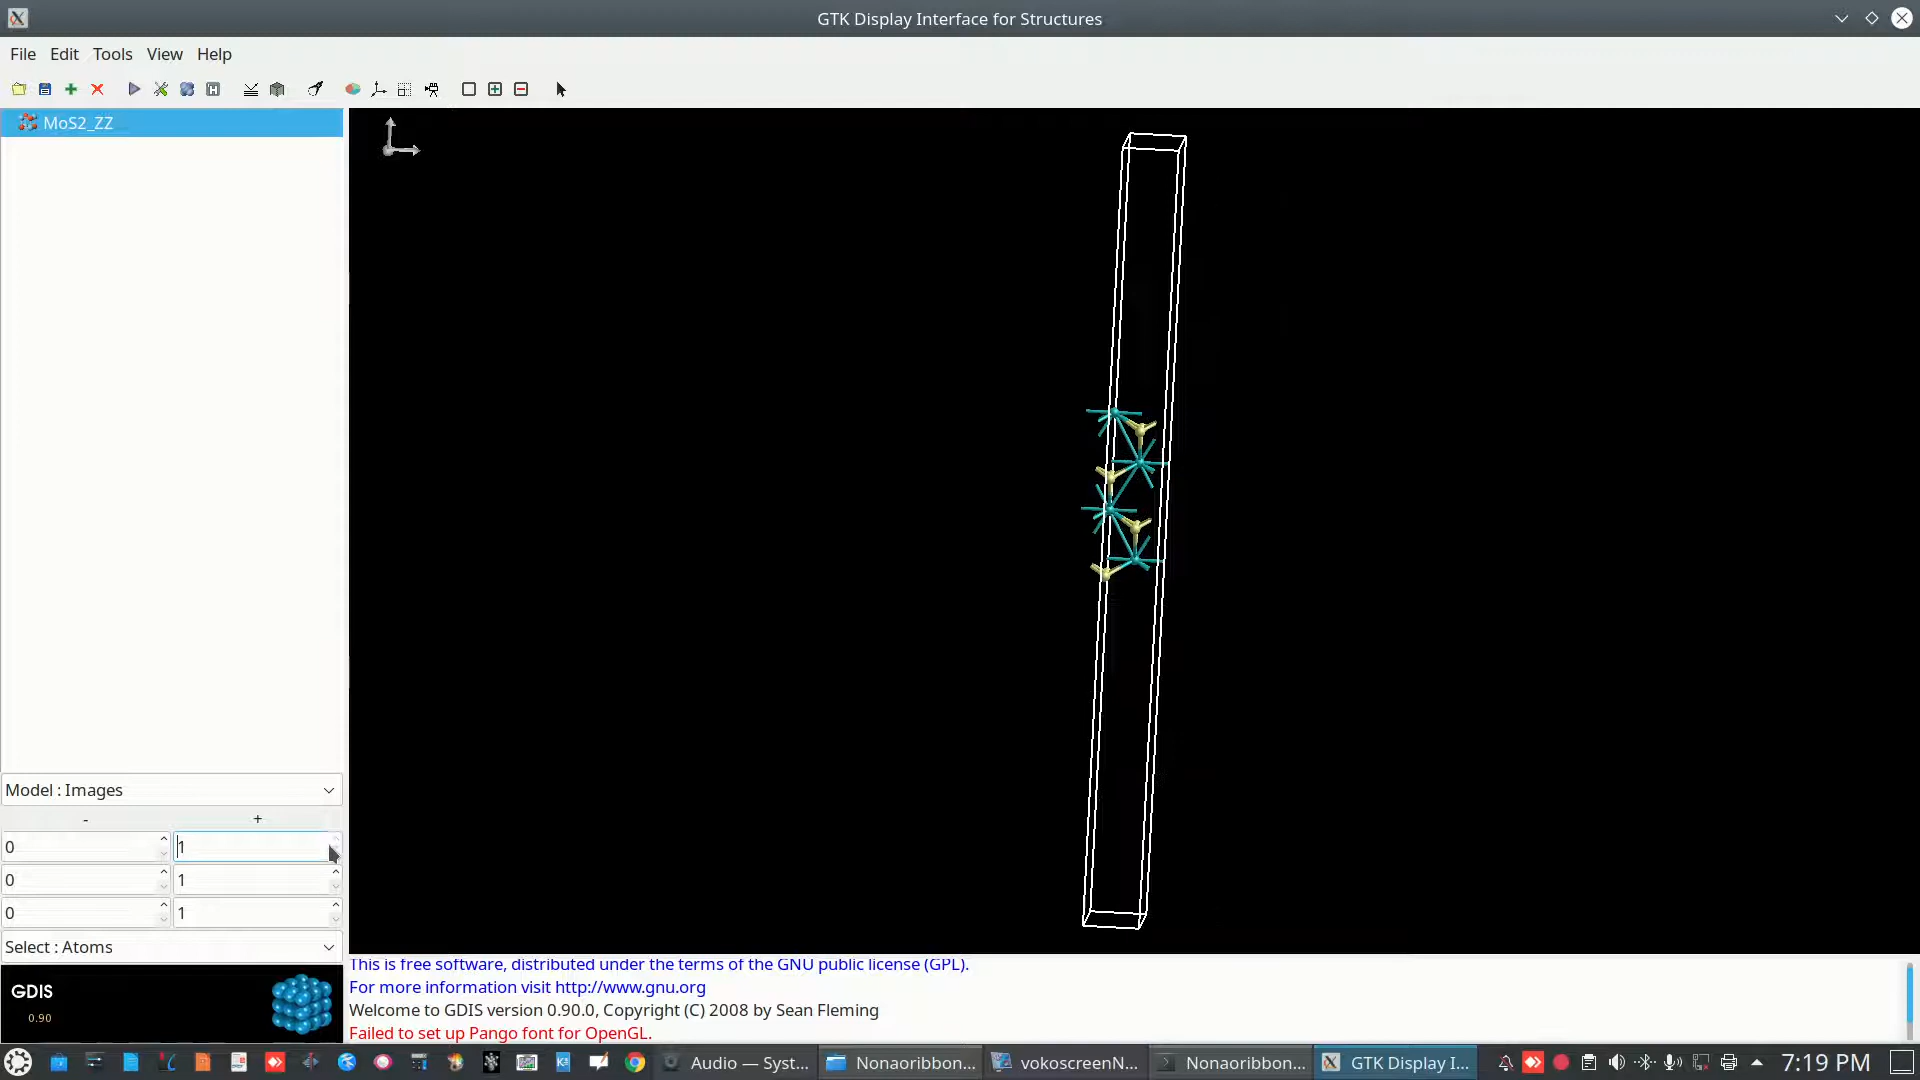 GTK Display Interface for Structures
File Edit Tools View Help
MoS2_ZZ
Model : Images
- +
0 1
0 1
0 1
Select : Atoms
GDIS
0.90
This is free software, distributed under the terms of the GNU public license (GPL).
For more information visit http://www.gnu.org
Welcome to GDIS version 0.90.0, Copyright (C) 2008 by Sean Fleming
Failed to set up Pango font for OpenGL.
Audio — Syst... Nonaoribbon... vokoscreenN... Nonaoribbon... GTK Display I... 7:19 PM